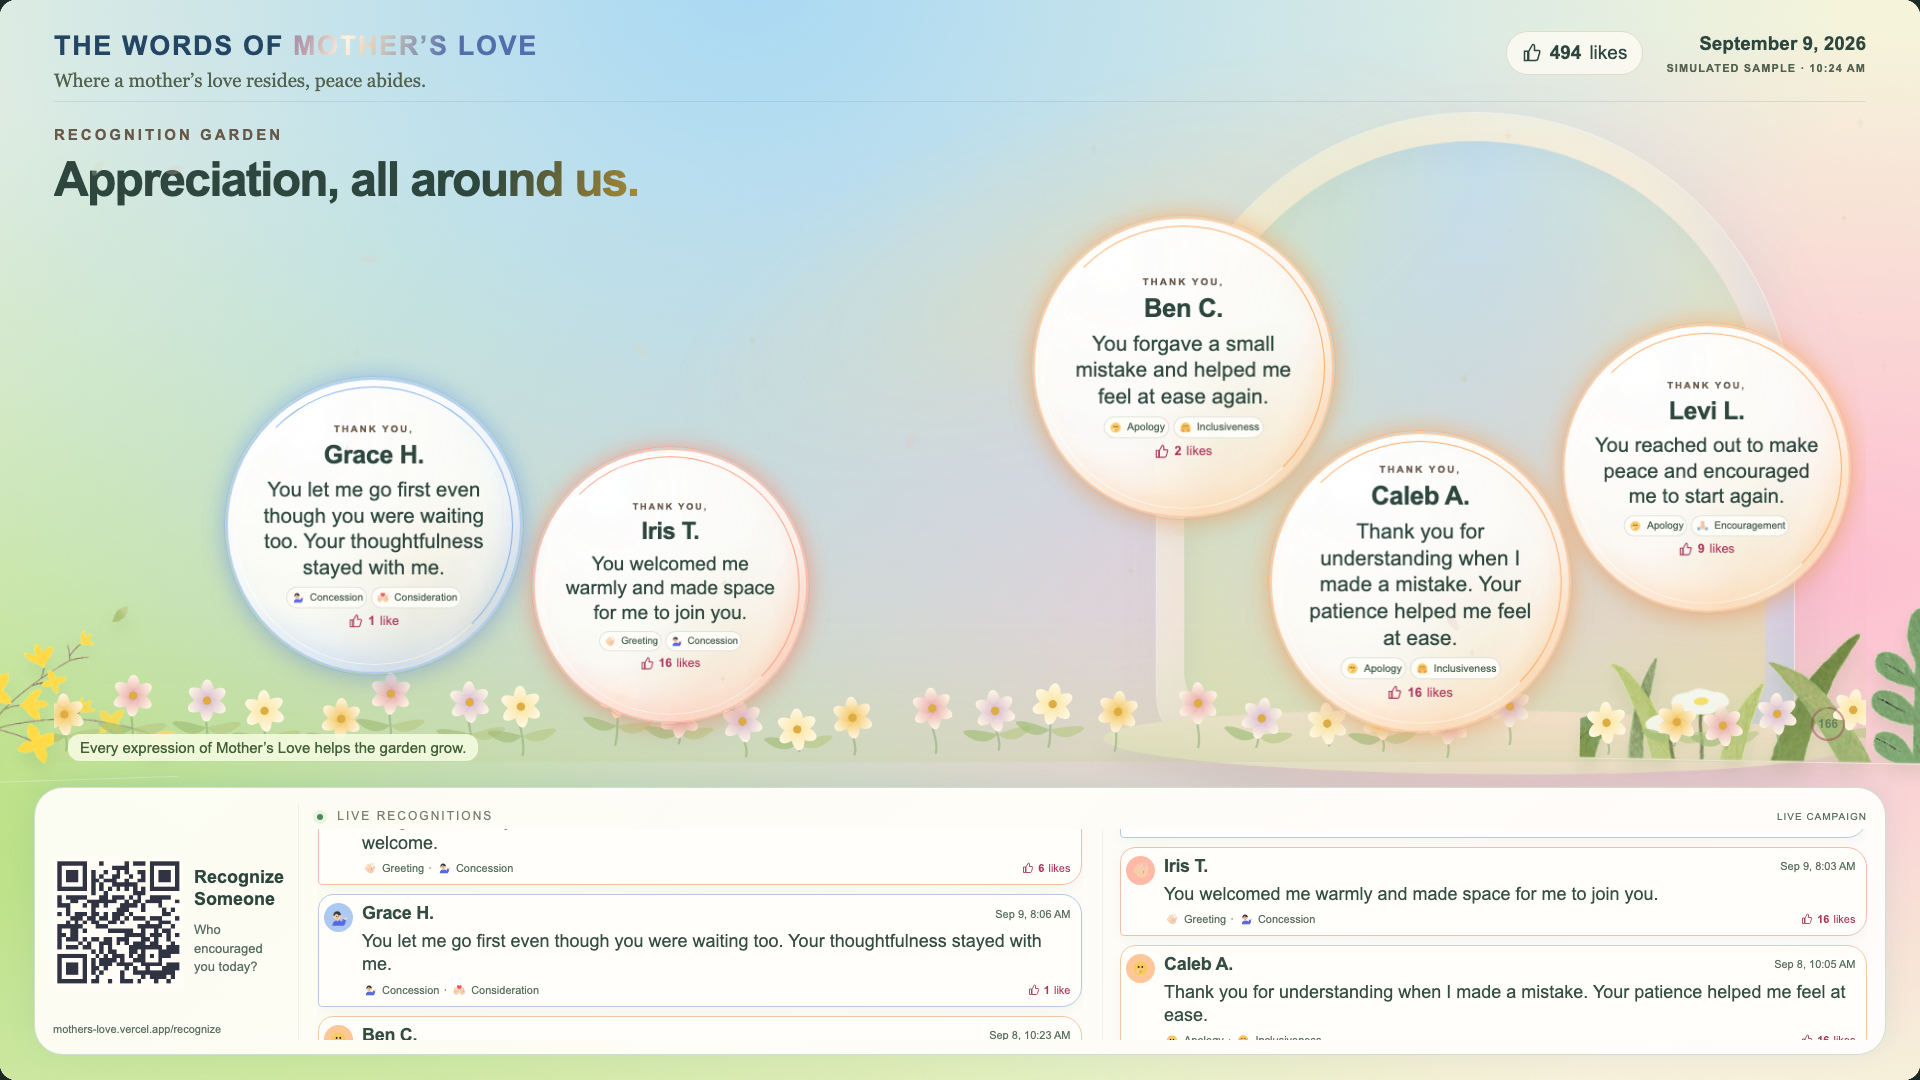 THE WORDS OF MOTHER'S LOVE
Where a mother's love resides, peace abides.
494 likes
September 9, 2026
SIMULATED SAMPLE · 10:24 AM
RECOGNITION GARDEN
Appreciation, all around us.
THANK YOU,
Grace H.
You let me go first even
though you were waiting
too. Your thoughtfulness
stayed with me.
Concession Consideration
1 like
THANK YOU,
Iris T.
You welcomed me
warmly and made space
for me to join you.
Greeting Concession
16 likes
THANK YOU,
Ben C.
You forgave a small
mistake and helped me
feel at ease again.
Apology Inclusiveness
2 likes
THANK YOU,
Caleb A.
Thank you for
understanding when I
made a mistake. Your
patience helped me feel
at ease.
Apology Inclusiveness
16 likes
THANK YOU,
Levi L.
You reached out to make
peace and encouraged
me to start again.
Apology Encouragement
9 likes
166
Every expression of Mother's Love helps the garden grow.
Recognize
Someone
Who
encouraged
you today?
mothers-love.vercel.app/recognize
LIVE RECOGNITIONS
welcome.
Greeting · Concession
6 likes
Grace H.
Sep 9, 8:06 AM
You let me go first even though you were waiting too. Your thoughtfulness stayed with
me.
Concession · Consideration
1 like
Ben C.
Sep 8, 10:23 AM
LIVE CAMPAIGN
Iris T.
Sep 9, 8:03 AM
You welcomed me warmly and made space for me to join you.
Greeting · Concession
16 likes
Caleb A.
Sep 8, 10:05 AM
Thank you for understanding when I made a mistake. Your patience helped me feel at
ease.
Apology · Inclusiveness
16 likes